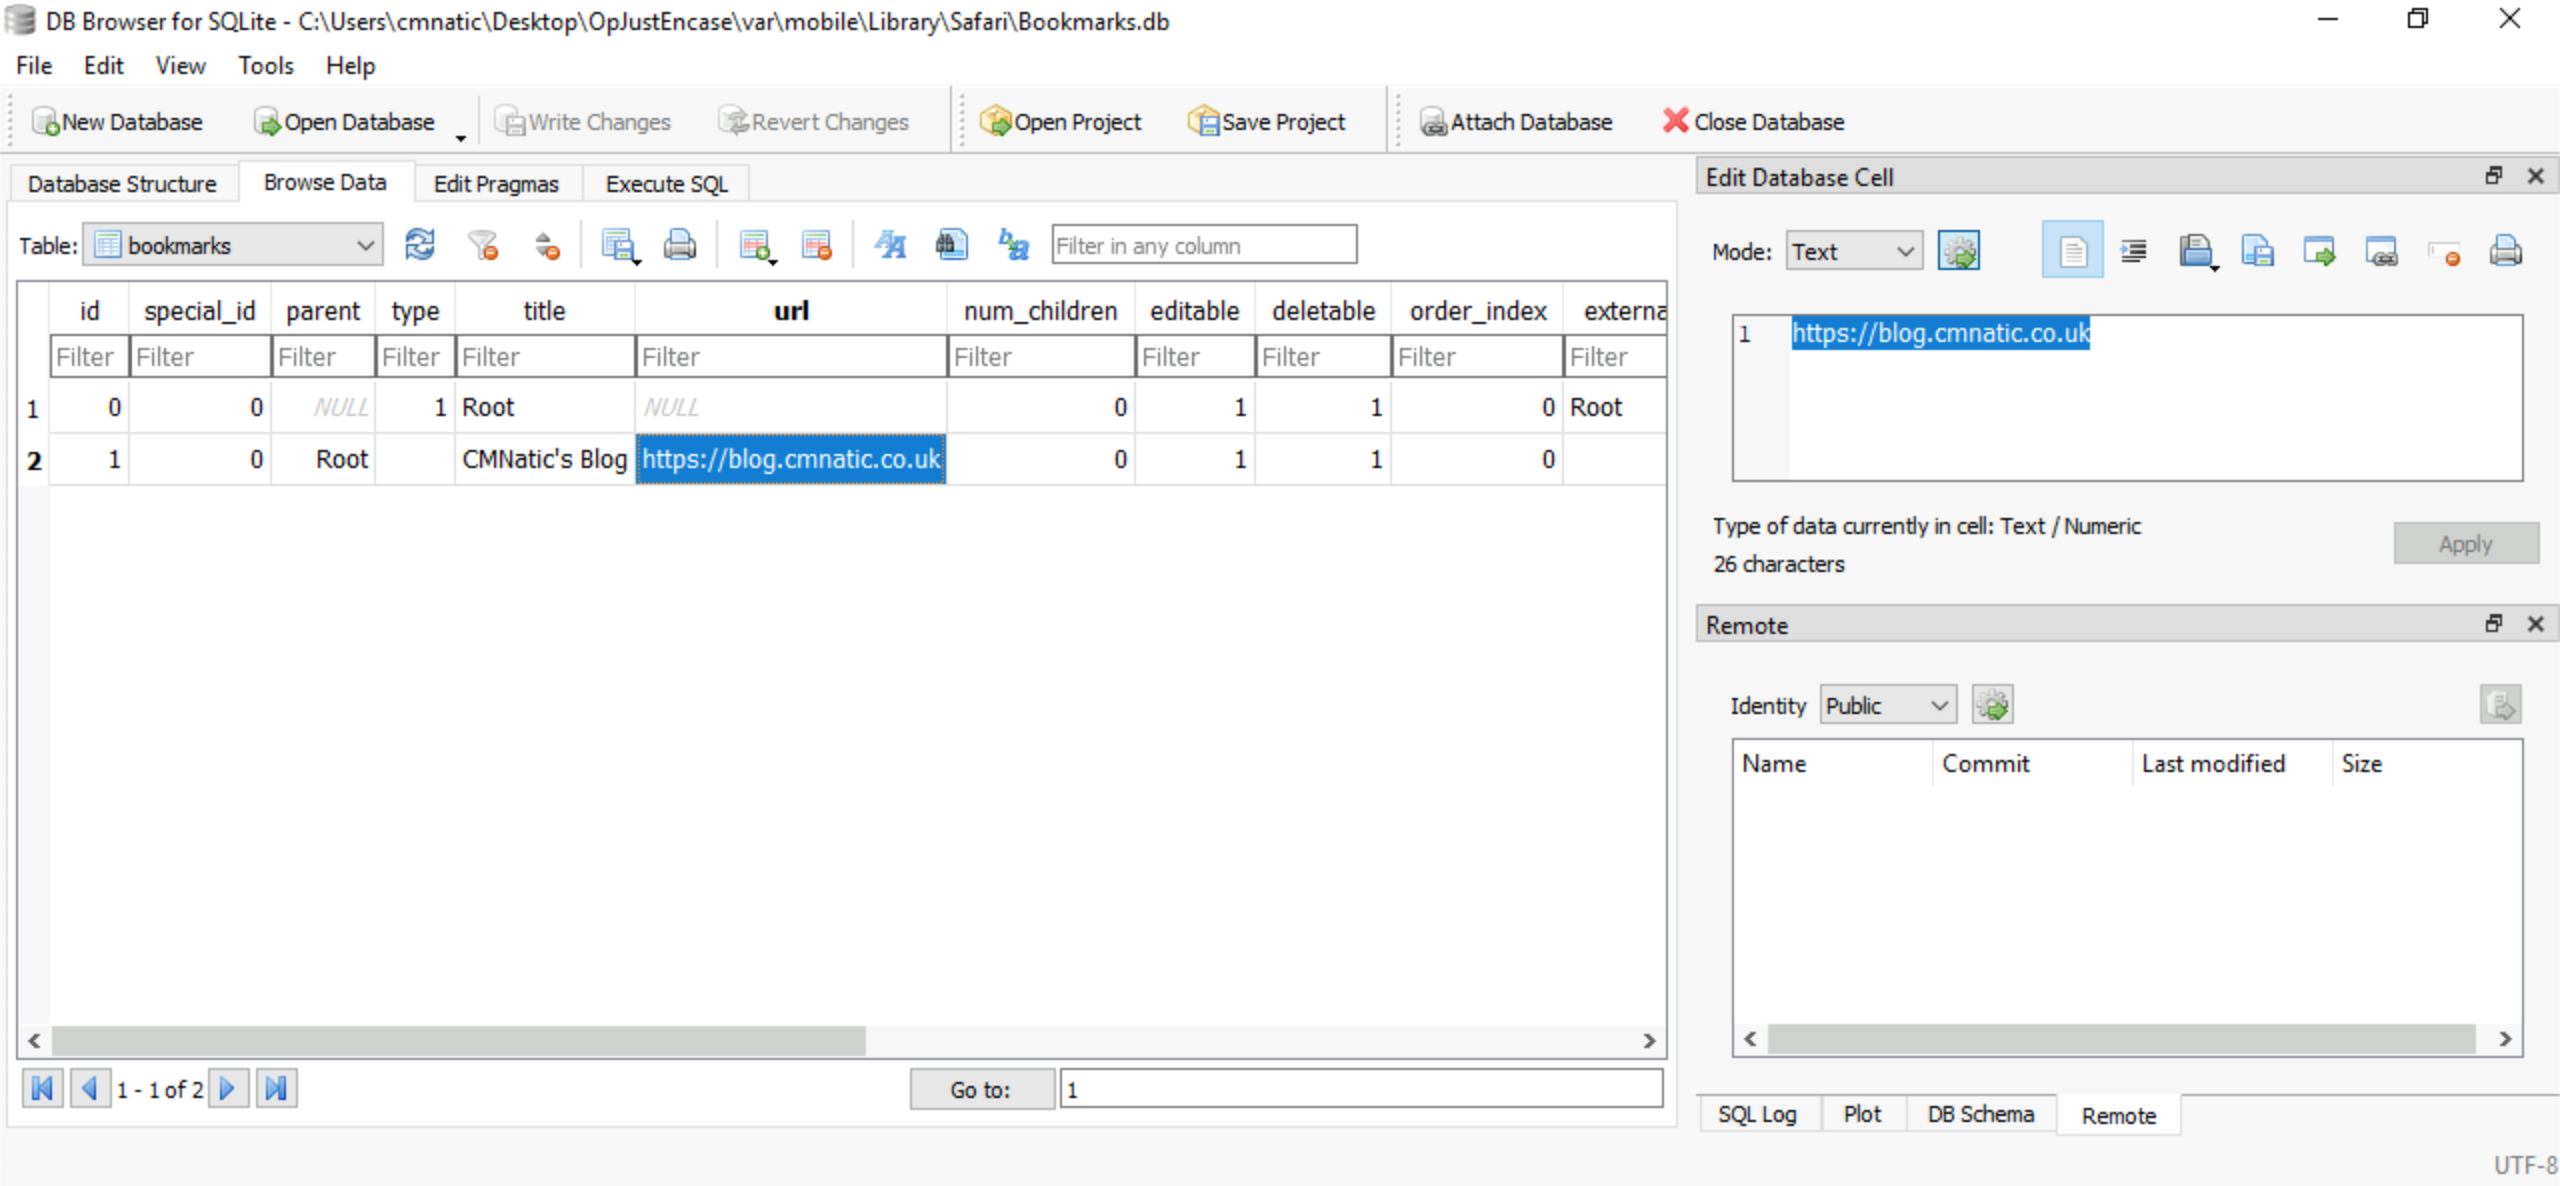 DB Browser for SQLite - C:\Users\cmnatic\Desktop\OpJustEncase\var\mobile\Library\Safari\Bookmarks.db
File Edit View Tools Help
New Database Open Database Write Changes Revert Changes Open Project Save Project Attach Database Close Database
Database Structure Browse Data Edit Pragmas Execute SQL
Table: bookmarks Filter in any column
id special_id parent type title url num_children editable deletable order_index externa
Filter Filter Filter Filter Filter Filter Filter Filter Filter Filter Filter
1 0 0 NULL 1 Root NULL 0 1 1 0 Root
2 1 0 Root CMNatic's Blog https://blog.cmnatic.co.uk 0 1 1 0
1 - 1 of 2 Go to: 1
Edit Database Cell
Mode: Text
1 https://blog.cmnatic.co.uk
Type of data currently in cell: Text / Numeric
26 characters
Apply
Remote
Identity Public
Name Commit Last modified Size
SQL Log Plot DB Schema Remote
UTF-8